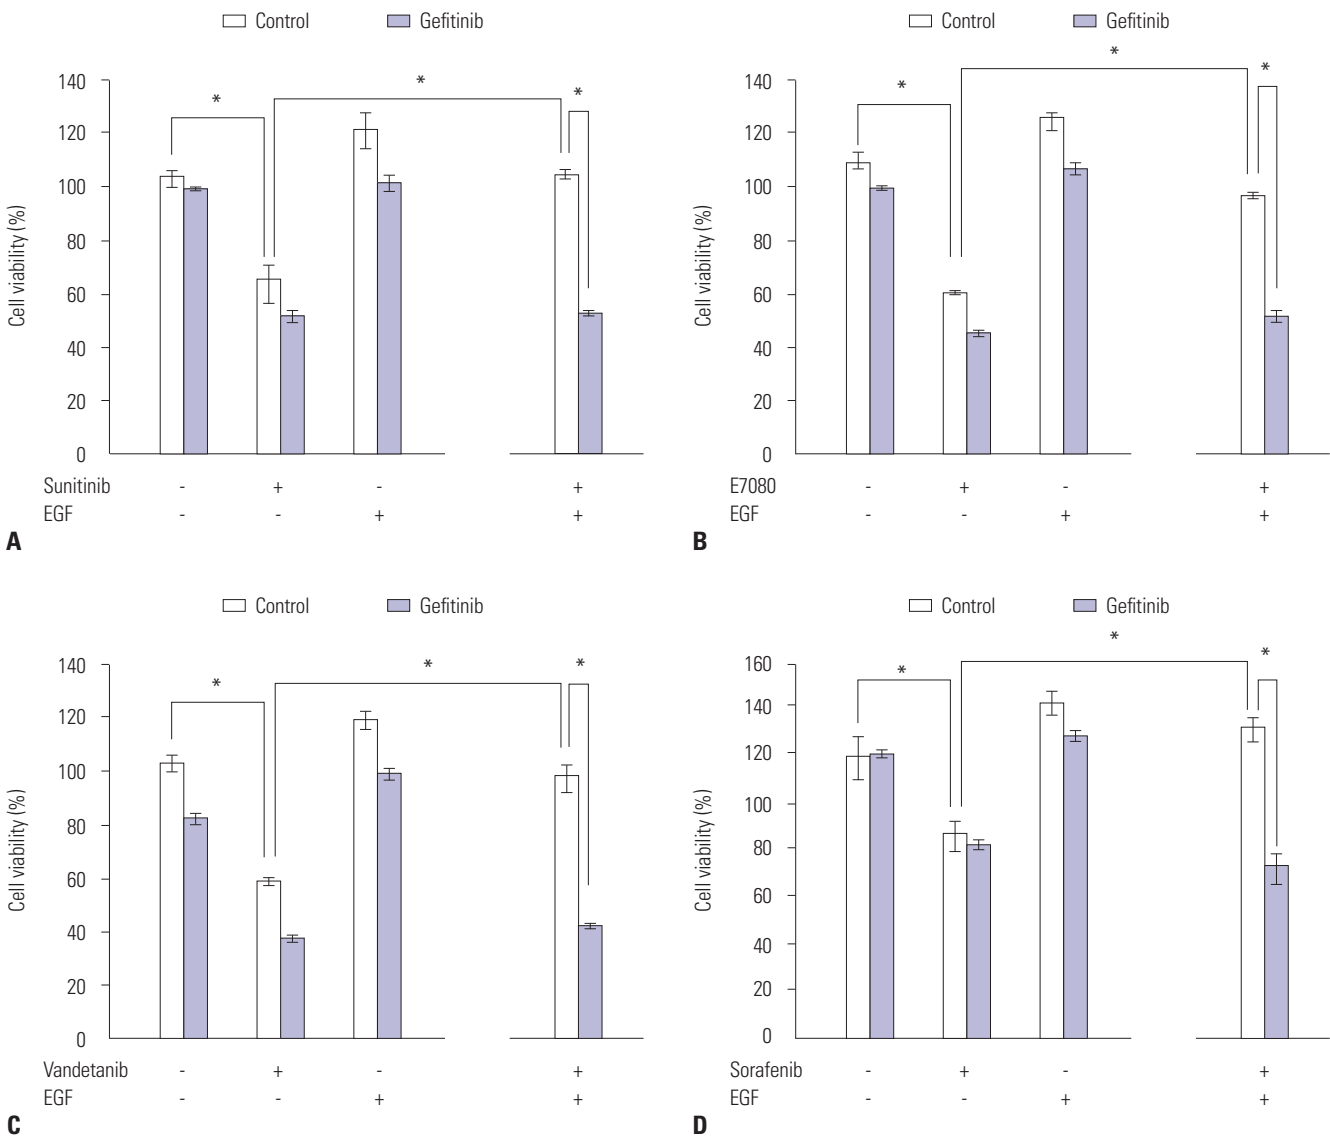 Control Gefitinib
Cell viability (%)
140
120
100
80
60
40
20
0
* * *
Sunitinib - + - +
EGF - - + +
A
Control Gefitinib
Cell viability (%)
140
120
100
80
60
40
20
0
* * *
E7080 - + - +
EGF - - + +
B
Control Gefitinib
Cell viability (%)
140
120
100
80
60
40
20
0
* * *
Vandetanib - + - +
EGF - - + +
C
Control Gefitinib
Cell viability (%)
160
140
120
100
80
60
40
20
0
* * *
Sorafenib - + - +
EGF - - + +
D